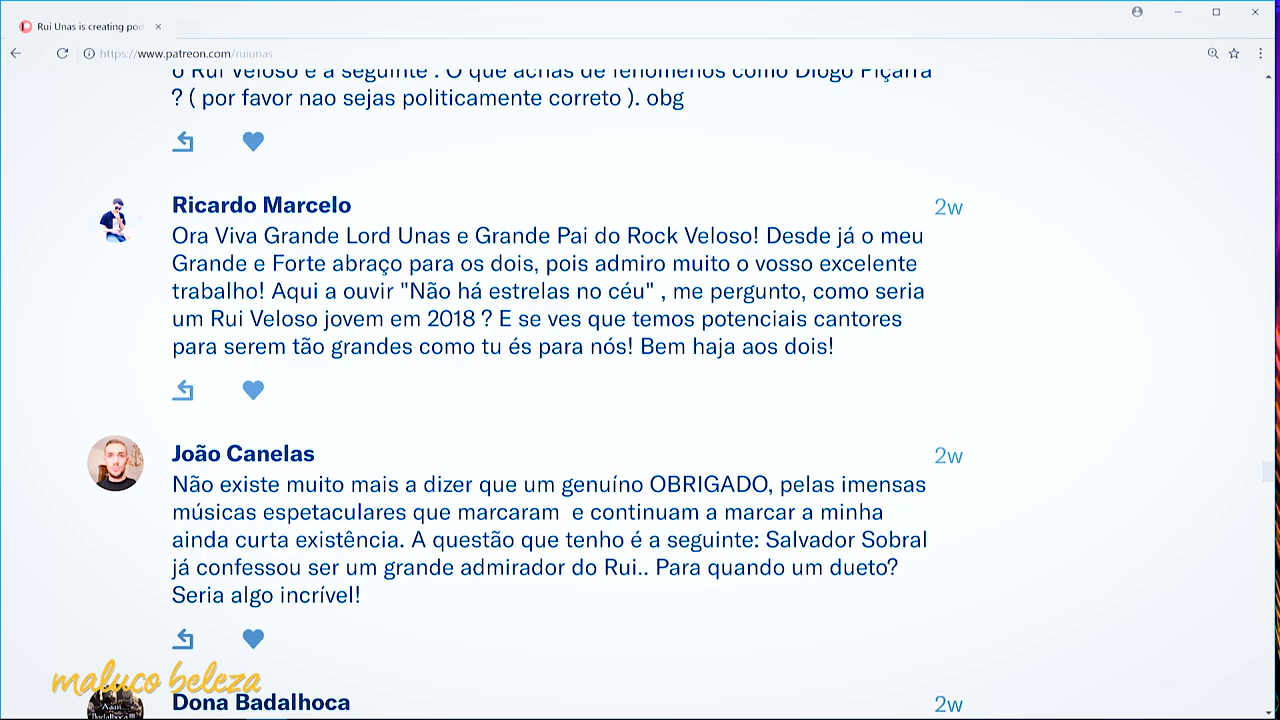 Rui Unas is creating pod
https://www.patreon.com/ruiunas
o Rui Veloso é a seguinte . O que achas de fenómenos como Diogo Piçarra
? ( por favor nao sejas politicamente correto ). obg
Ricardo Marcelo
2w
Ora Viva Grande Lord Unas e Grande Pai do Rock Veloso! Desde já o meu
Grande e Forte abraço para os dois, pois admiro muito o vosso excelente
trabalho! Aqui a ouvir "Não há estrelas no céu" , me pergunto, como seria
um Rui Veloso jovem em 2018 ? E se ves que temos potenciais cantores
para serem tão grandes como tu és para nós! Bem haja aos dois!
João Canelas
2w
Não existe muito mais a dizer que um genuíno OBRIGADO, pelas imensas
músicas espetaculares que marcaram  e continuam a marcar a minha
ainda curta existência. A questão que tenho é a seguinte: Salvador Sobral
já confessou ser um grande admirador do Rui.. Para quando um dueto?
Seria algo incrível!
maluco beleza
Dona Badalhoca
2w
Badalhoca